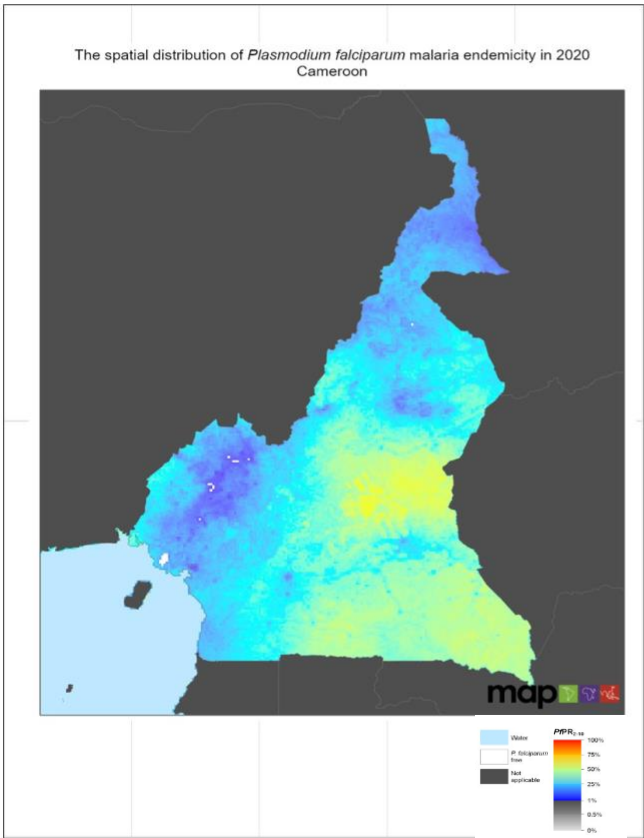 The spatial distribution of Plasmodium falciparum malaria endemicity in 2020
Cameroon
map
Water
P. falciparum
free
Not
applicable
PfPR2-10
100%
75%
50%
25%
1%
0.5%
0%